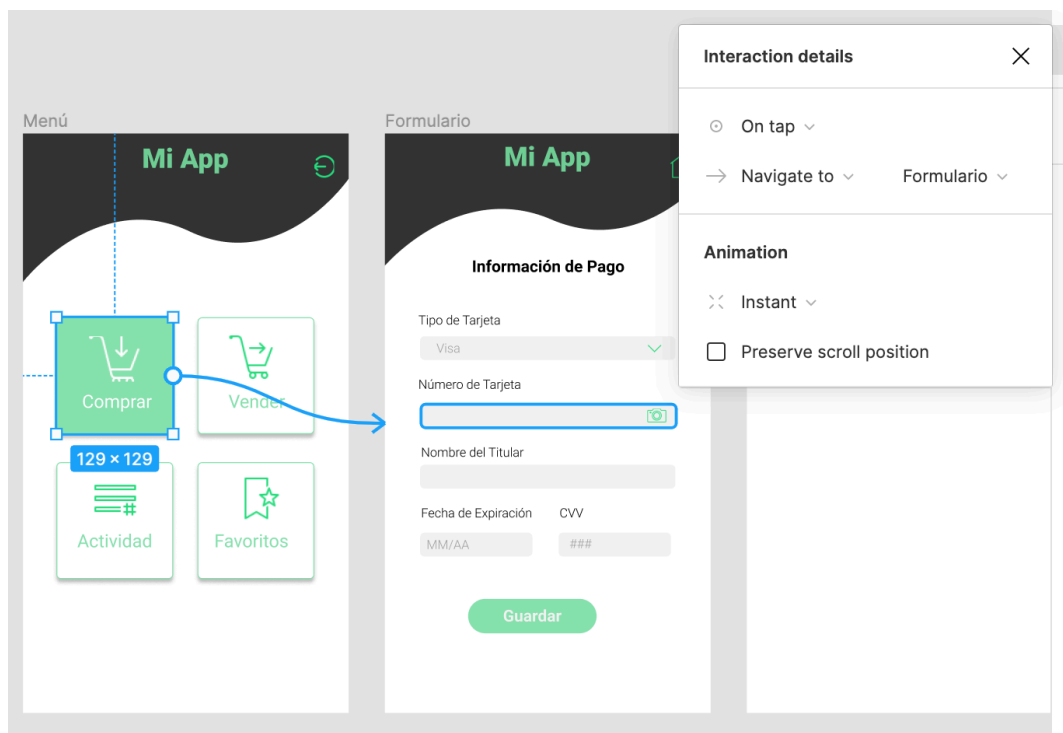 Menú
Mi App
Comprar
Vender
129 × 129
Actividad
Favoritos
Formulario
Mi App
Información de Pago
Tipo de Tarjeta
Visa
Número de Tarjeta
Nombre del Titular
Fecha de Expiración CVV
MM/AA ###
Guardar
Interaction details
On tap
Navigate to Formulario
Animation
Instant
Preserve scroll position